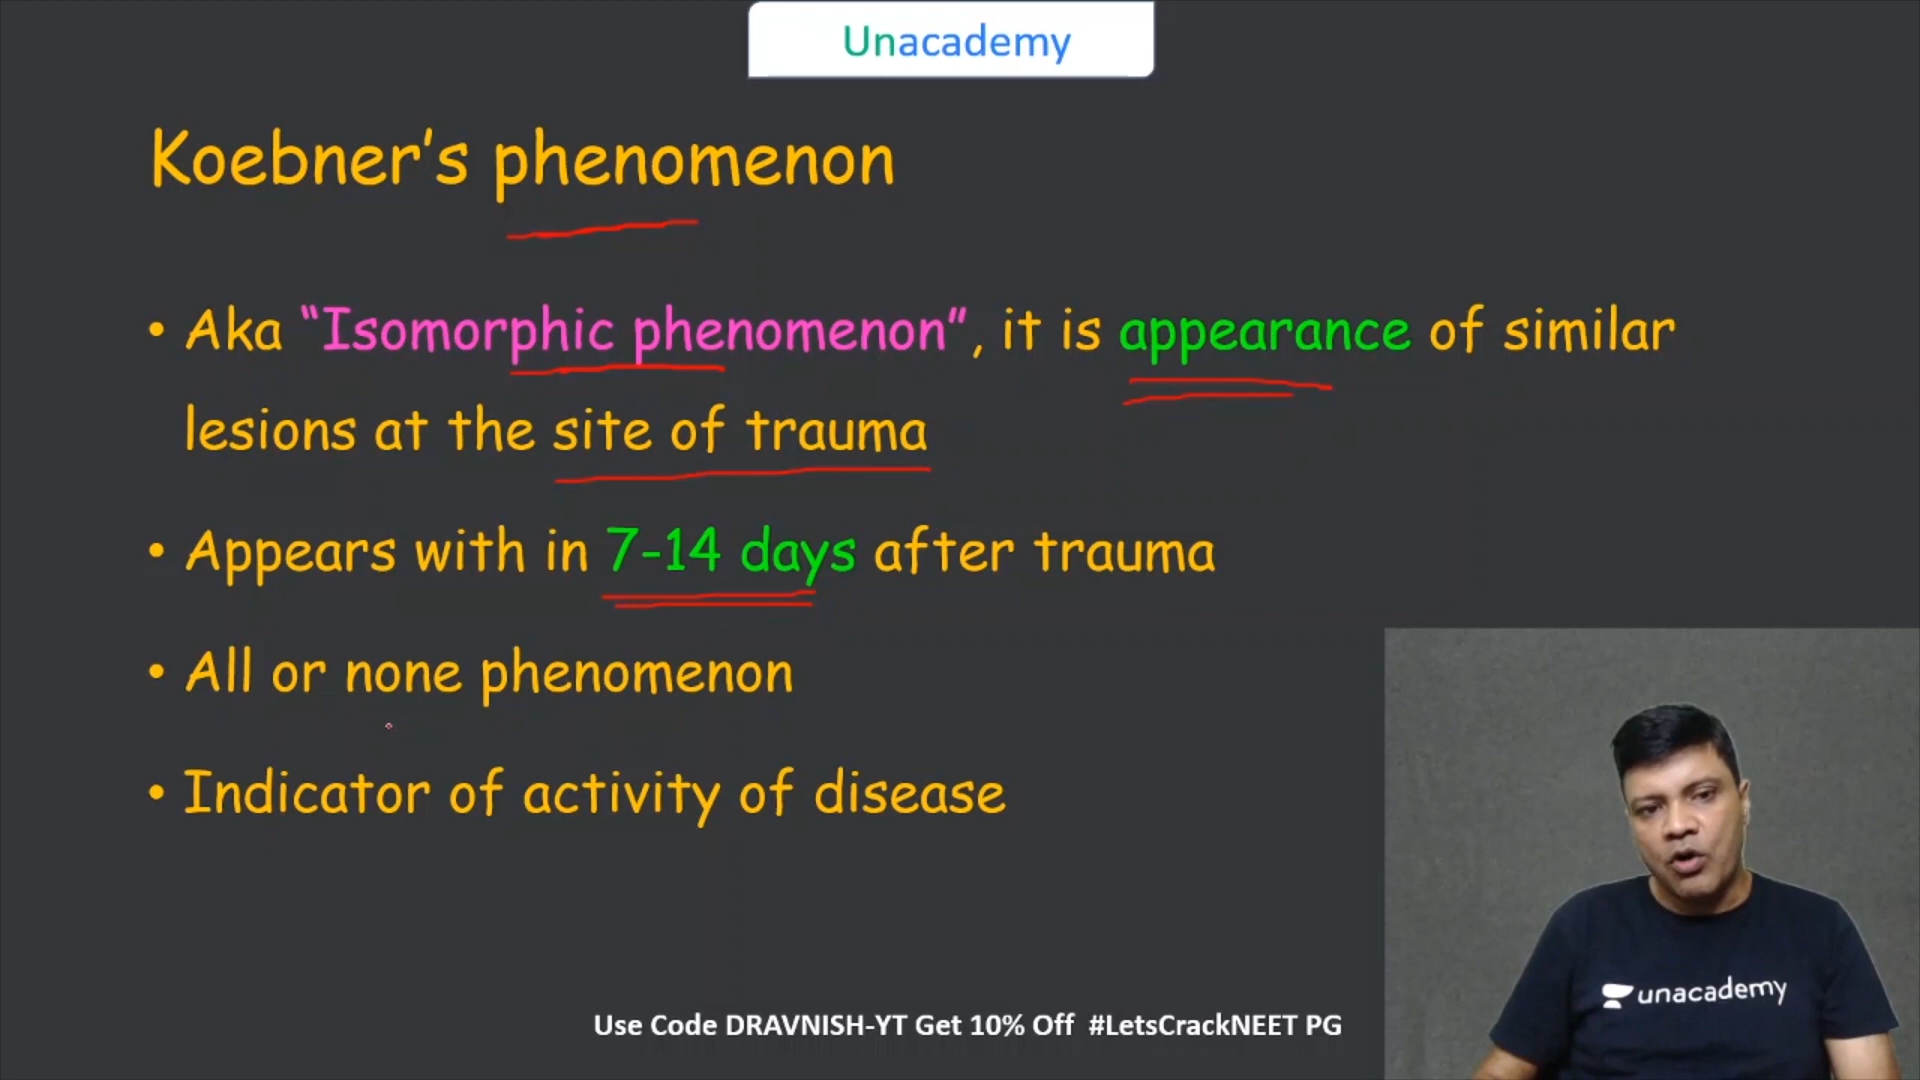 Unacademy
Koebner’s phenomenon
• Aka “Isomorphic phenomenon”, it is appearance of similar
lesions at the site of trauma
• Appears with in 7-14 days after trauma
• All or none phenomenon
• Indicator of activity of disease
unacademy
Use Code DRAVNISH-YT Get 10% Off #LetsCrackNEET PG